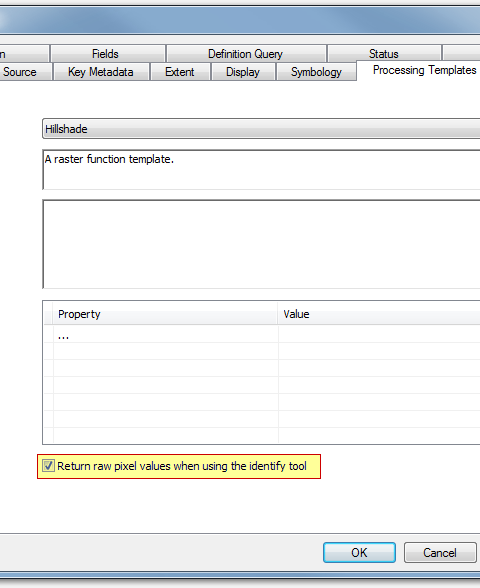 n Fields Definition Query Status
Source Key Metadata Extent Display Symbology Processing Templates
Hillshade
A raster function template.
Property Value
...
Return raw pixel values when using the identify tool
OK Cancel